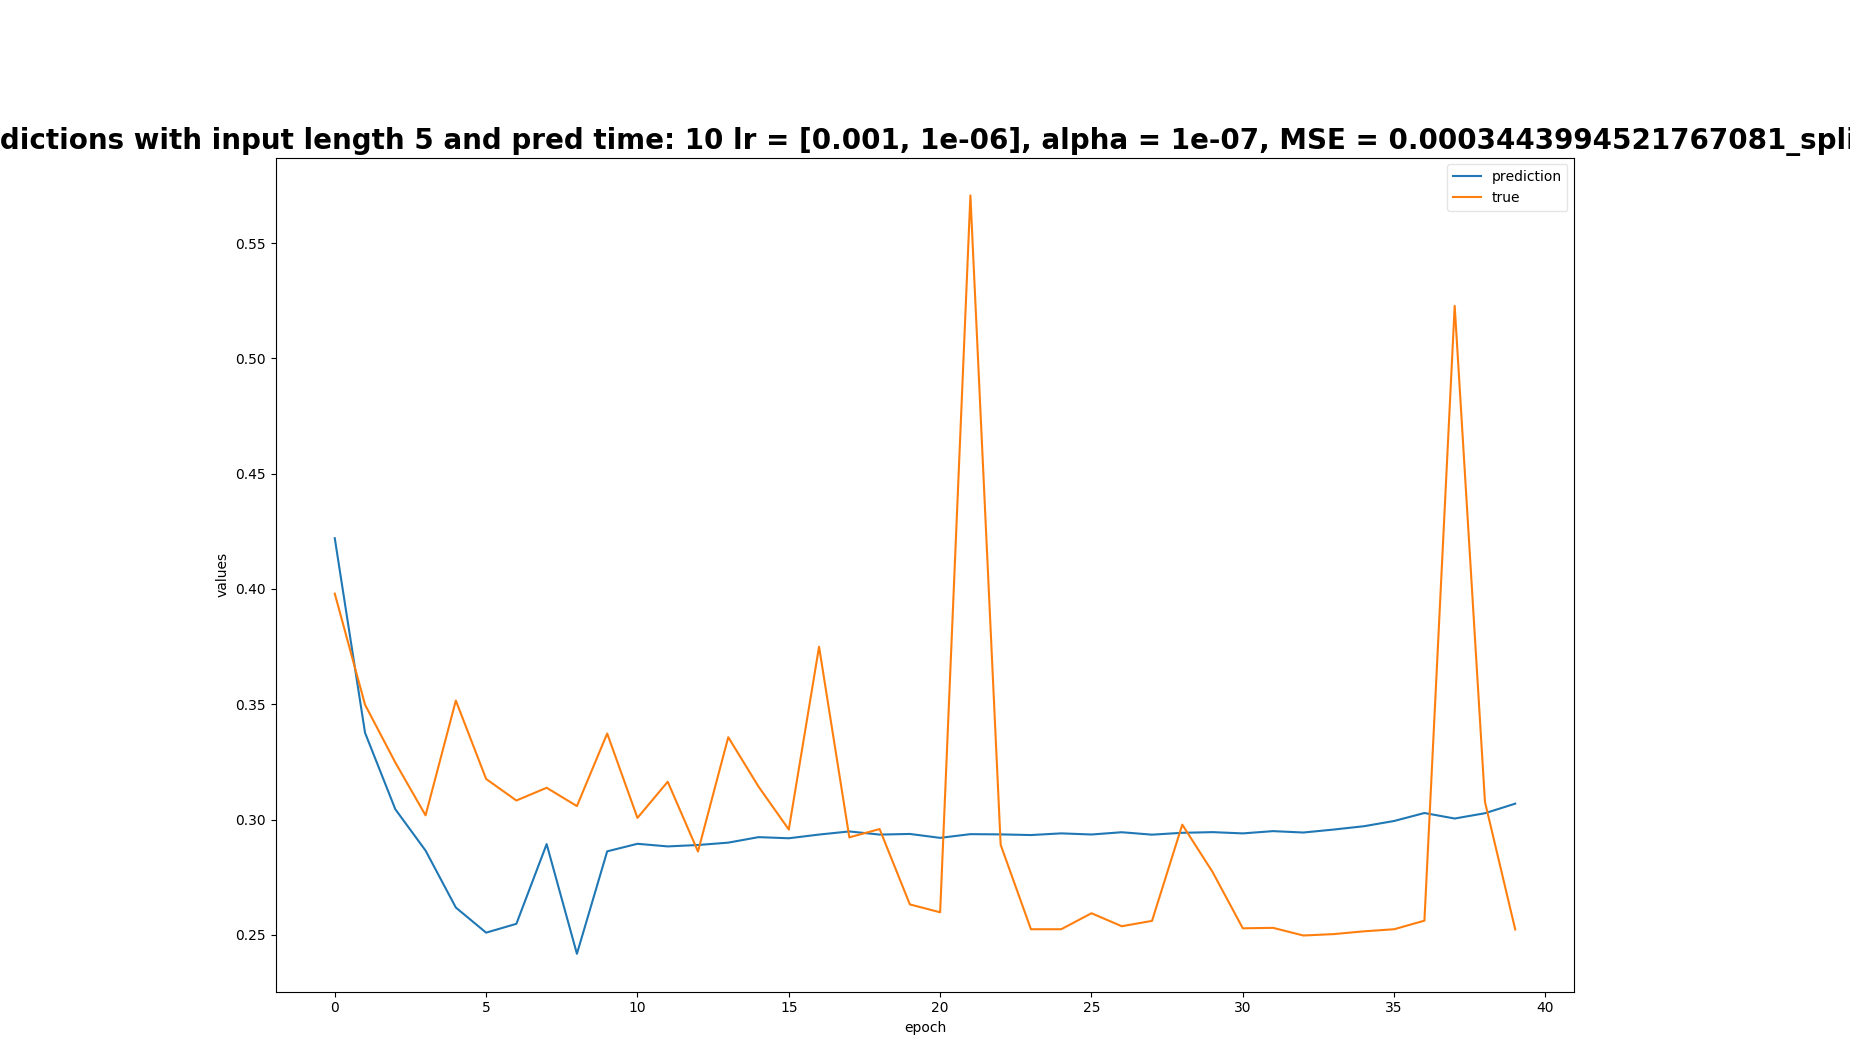 dictions with input length 5 and pred time: 10 lr = [0.001, 1e-06], alpha = 1e-07, MSE = 0.0003443994521767081_spli
prediction
true
0.55
0.50
0.45
0.40
0.35
0.30
0.25
values
0 5 10 15 20 25 30 35 40
epoch